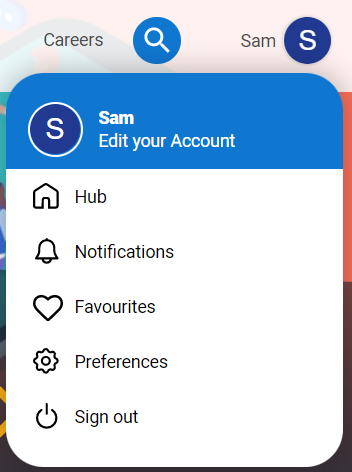 Careers
Sam
S
S
Sam
Edit your Account
Hub
Notifications
Favourites
Preferences
Sign out